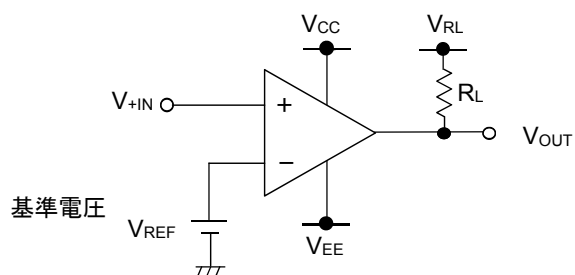 VCC
VRL
V+IN
+
RL
−
VOUT
基準電圧
VREF
VEE